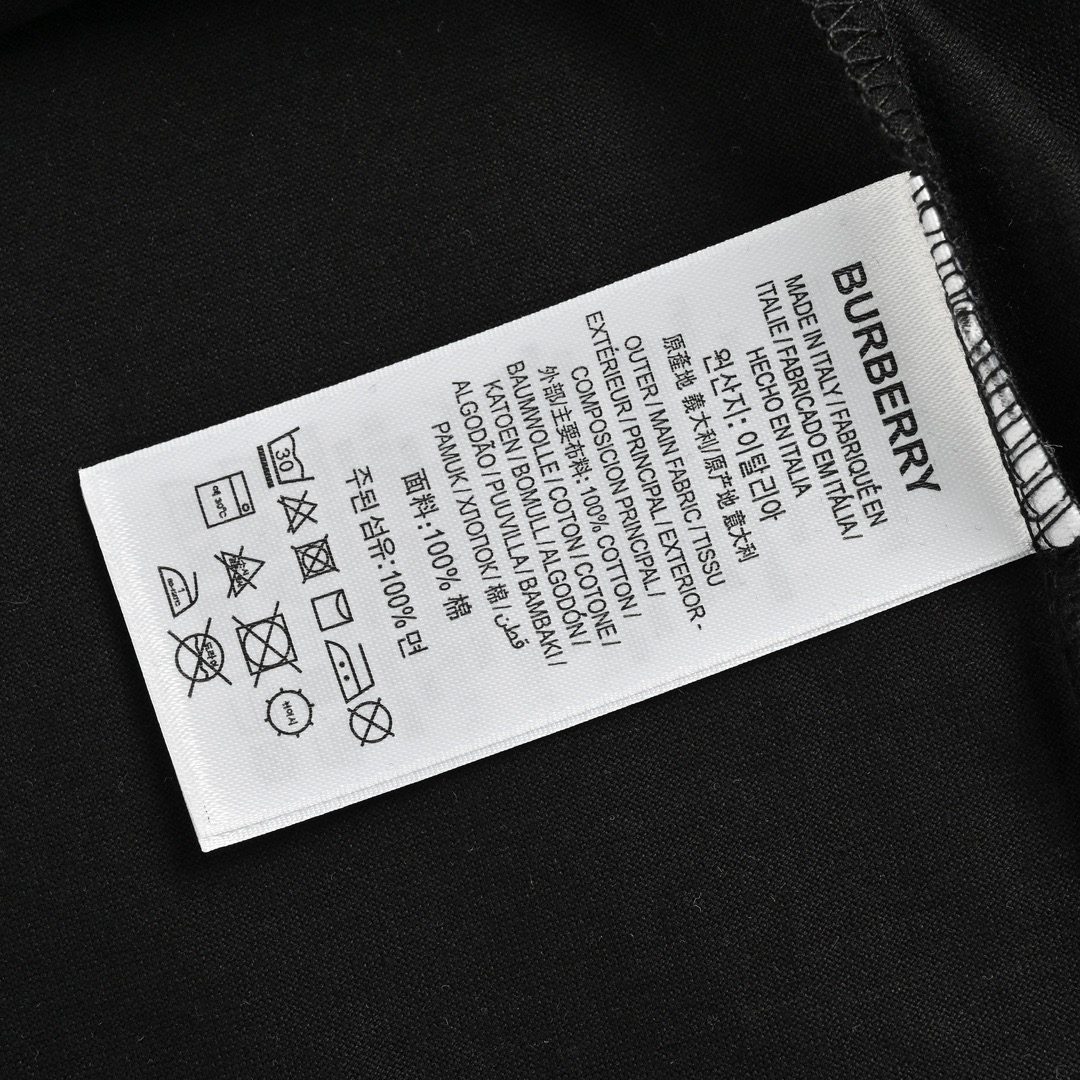 BURBERRY
MADE IN ITALY / FABRIQUÉ EN
ITALIE / FABRICADO EM ITÁLIA /
HECHO EN ITALIA
원산지: 이탈리아
原產地 義大利/原产地 意大利
OUTER / MAIN FABRIC / TISSU
EXTÉRIEUR / PRINCIPAL / EXTERIOR-
COMPOSICION PRINCIPAL /
外部/主要布料: 100% COTTON /
BAUMWOLLE / COTON / COTONE /
KATOEN / BOMULL / ALGODÓN /
ALGODÃO / PUUVILLA / BAMBAKI /
PAMUK / ХЛОПОК / 棉 / قطن
面料:100% 棉
주된 섬유:100% 면
30
약 30℃